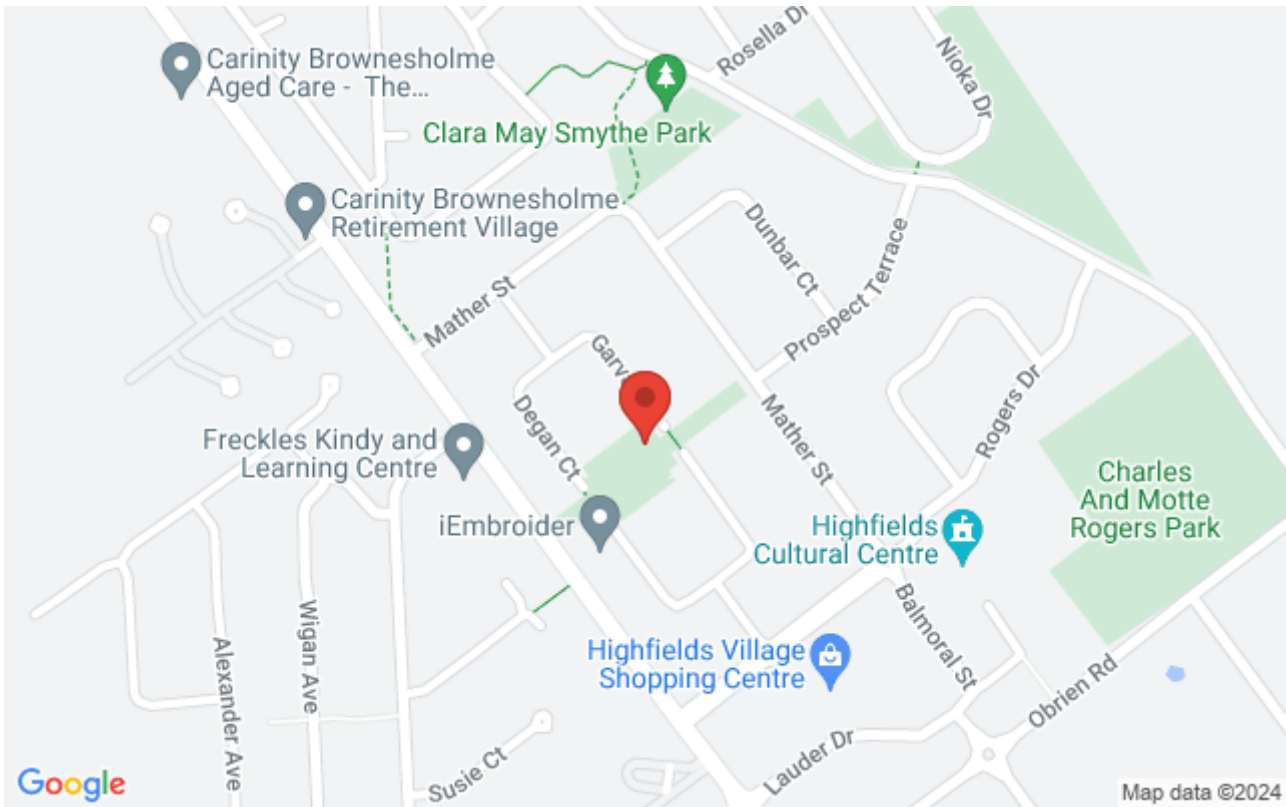 Carinity Brownesholme
Aged Care - The...
Rosella Dr
Nioka Dr
Clara May Smythe Park
Carinity Brownesholme
Retirement Village
Dunbar Ct
Prospect Terrace
Mather St
Degan Ct
Mather St
Rogers Dr
Freckles Kindy and
Learning Centre
iEmbroider
Highfields
Cultural Centre
Charles
And Motte
Rogers Park
Wigan Ave
Alexander Ave
Balmoral St
Highfields Village
Shopping Centre
Obrien Rd
Lauder Dr
Susie Ct
Google
Map data ©2024